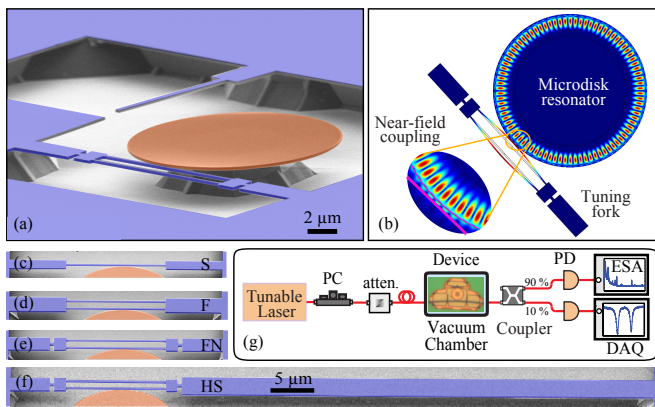 (a)
2 µm
(b)
Microdisk
resonator
Near-field
coupling
Tuning
fork
(c)
S
(d)
F
(e)
FN
(f)
HS
5 µm
(g)
Tunable
Laser
PC
atten.
Device
Vacuum
Chamber
Coupler
90 %
10 %
PD
ESA
DAQ